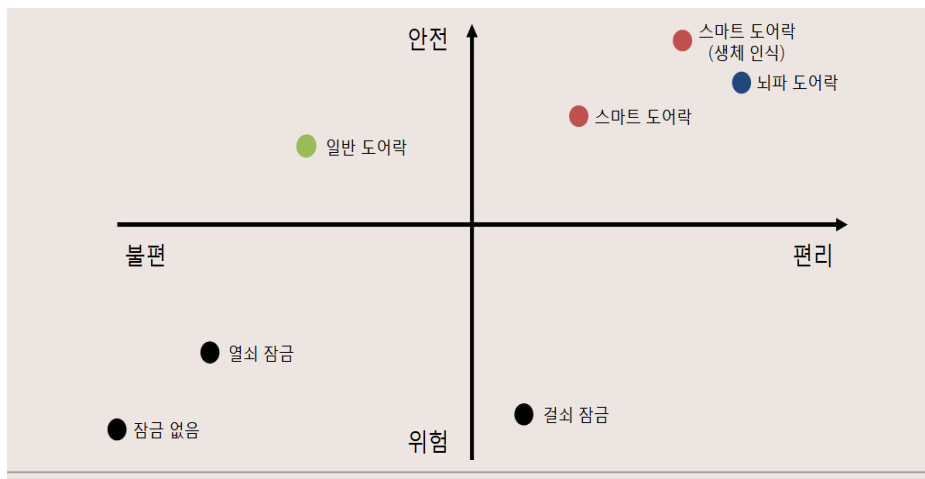 안전
스마트 도어락
(생체 인식)
뇌파 도어락
스마트 도어락
일반 도어락
불편
편리
열쇠 잠금
걸쇠 잠금
잠금 없음
위험